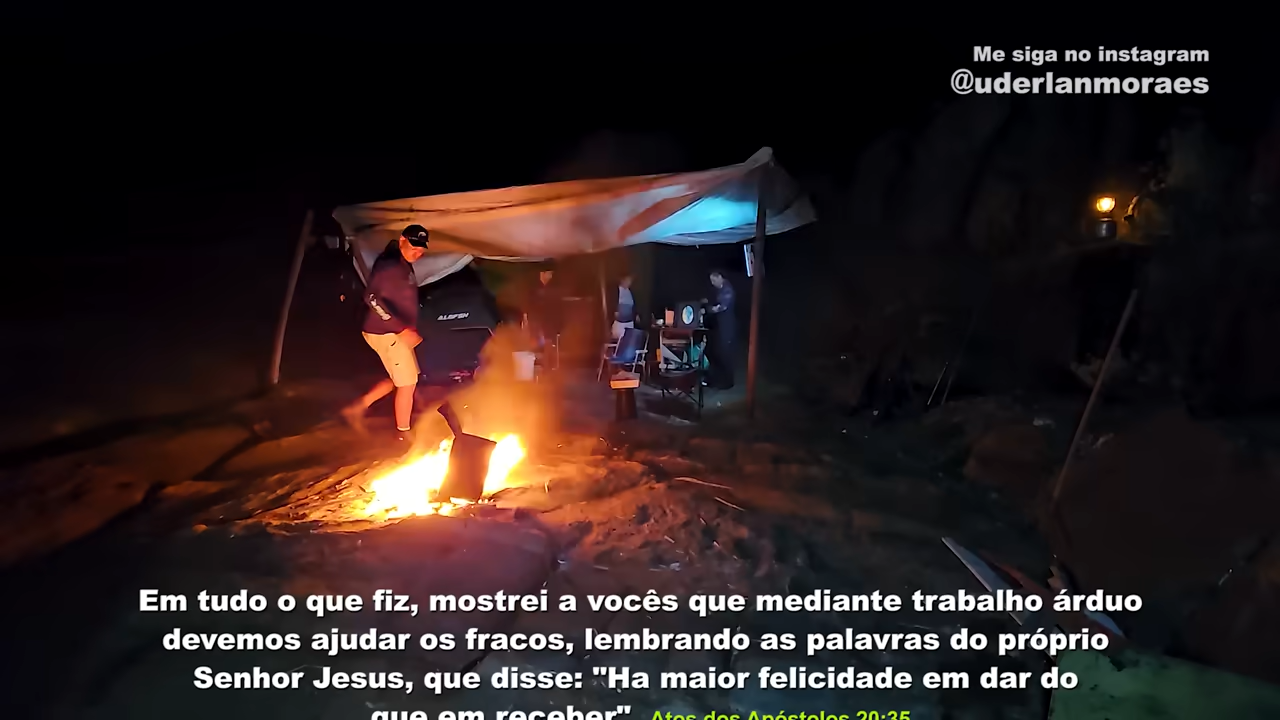 Me siga no instagram
@uderlanmoraes
Em tudo o que fiz, mostrei a vocês que mediante trabalho árduo
devemos ajudar os fracos, lembrando as palavras do próprio
Senhor Jesus, que disse: "Ha maior felicidade em dar do
que em receber". Atos dos Apóstolos 20:35